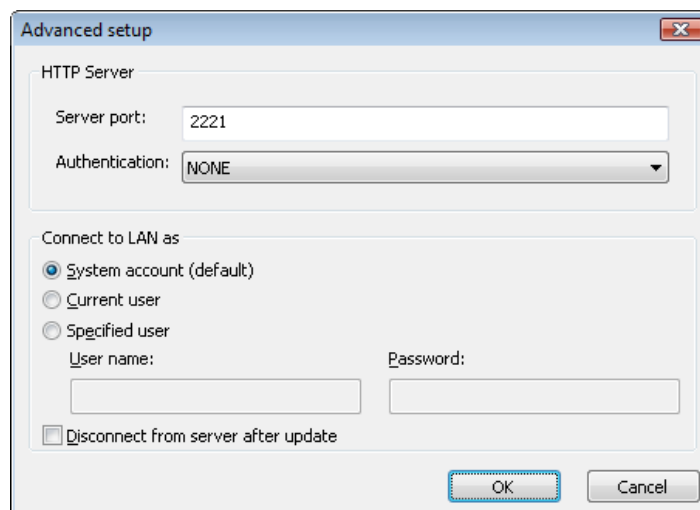 Advanced setup
HTTP Server
Server port: 2221
Authentication: NONE
Connect to LAN as
System account (default)
Current user
Specified user
User name: Password:
Disconnect from server after update
OK Cancel